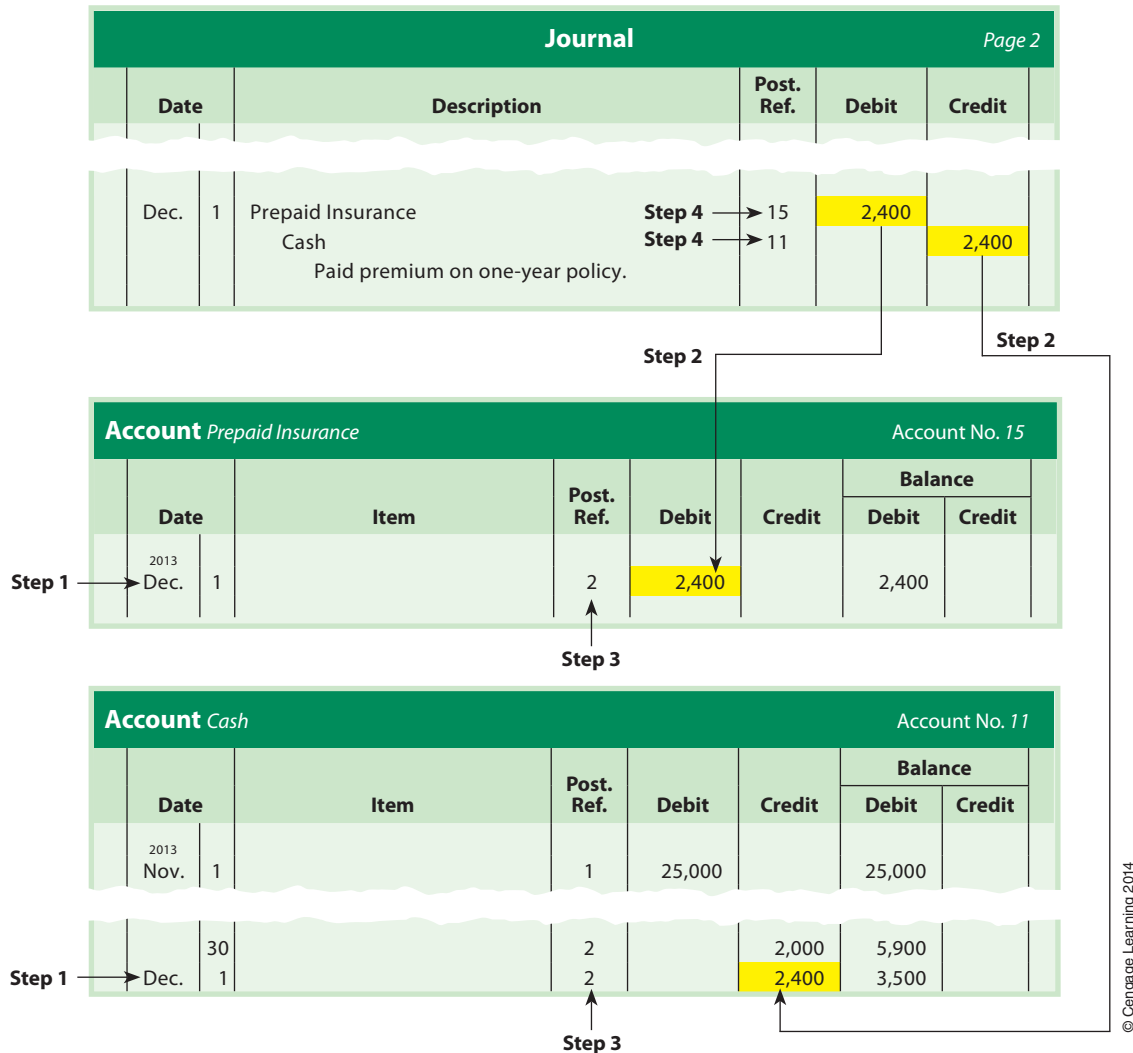 Journal Page 2
Date Description Post. Ref. Debit Credit
Dec. 1 Prepaid Insurance Step 4 15 2,400
Cash Step 4 11 2,400
Paid premium on one-year policy.
Step 2
Step 2
Account Prepaid Insurance Account No. 15
Balance
Date Item Post. Ref. Debit Credit Debit Credit
2013
Step 1 Dec. 1 2 2,400 2,400
Step 3
Account Cash Account No. 11
Balance
Date Item Post. Ref. Debit Credit Debit Credit
2013
Nov. 1 1 25,000 25,000
30 2 2,000 5,900
Step 1 Dec. 1 2 2,400 3,500
Step 3
© Cengage Learning 2014